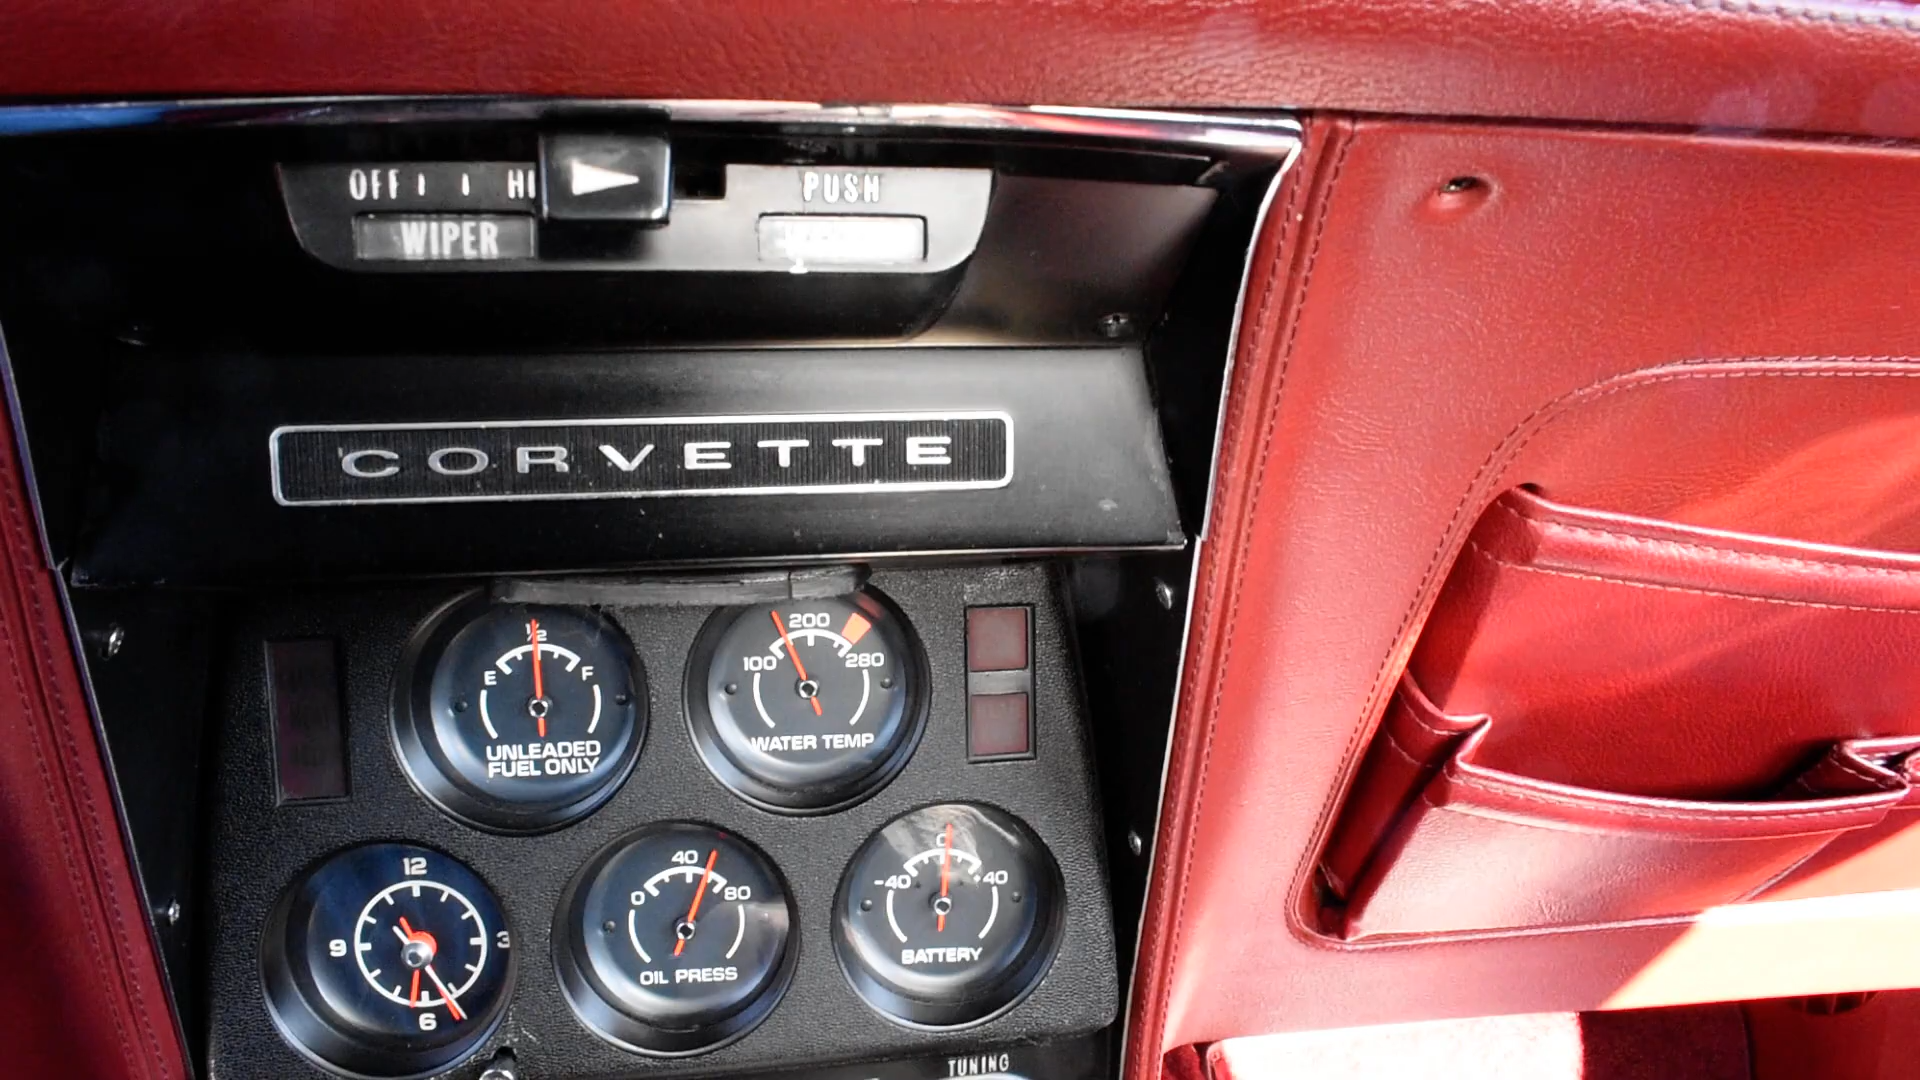 OFF HI
PUSH
WIPER
CORVETTE
1/2
E F
UNLEADED
FUEL ONLY
200
100 280
WATER TEMP
12
9 3
6
40
0 80
OIL PRESS
0
-40 +40
BATTERY
TUNING